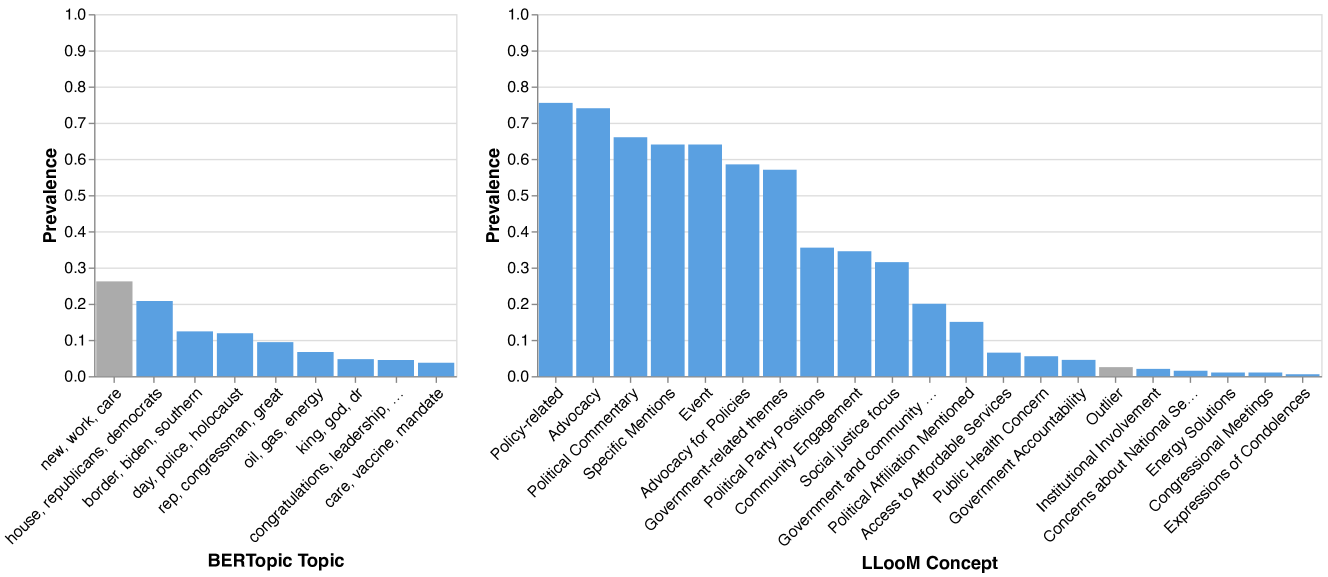 1.0
0.9
0.8
0.7
0.6
0.5
0.4
0.3
0.2
0.1
0.0
Prevalence
new, work, care
house, republicans, democrats
border, biden, southern
day, police, holocaust
rep, congressman, great
oil, gas, energy
king, god, dr
congratulations, leadership, …
care, vaccine, mandate
BERTopic Topic
1.0
0.9
0.8
0.7
0.6
0.5
0.4
0.3
0.2
0.1
0.0
Prevalence
Policy-related
Advocacy
Political Commentary
Specific Mentions
Event
Advocacy for Policies
Government-related themes
Political Party Positions
Community Engagement
Social justice focus
Government and community …
Political Affiliation Mentioned
Access to Affordable Services
Public Health Concern
Government Accountability
Outlier
Institutional Involvement
Concerns about National Se…
Energy Solutions
Congressional Meetings
Expressions of Condolences
LLooM Concept